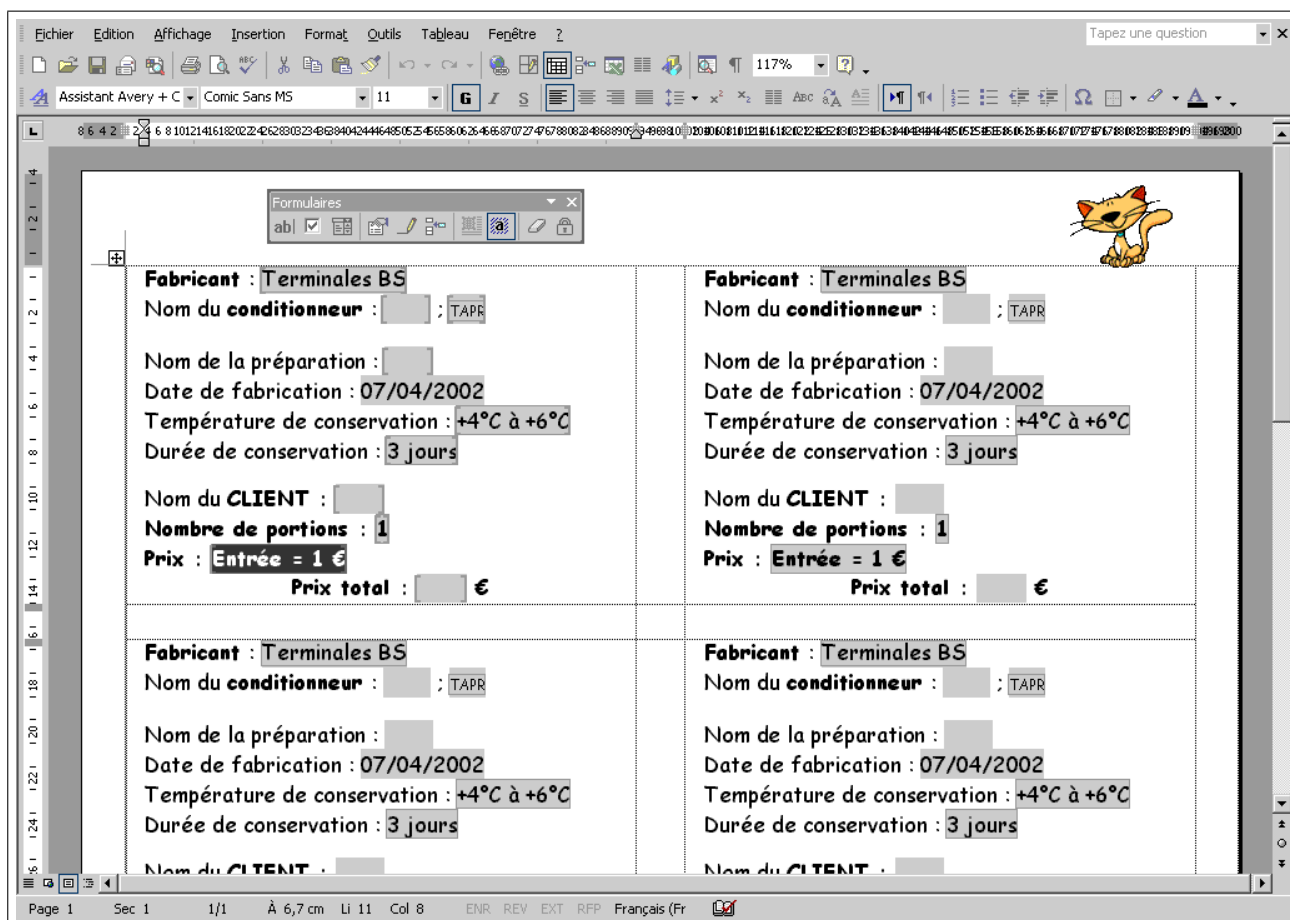 Fichier Edition Affichage Insertion Format Outils Tableau Fenêtre ? Tapez une question
117%
Assistant Avery + C Comic Sans MS 11 G I S
Formulaires
ab|
Fabricant : Terminales BS
Nom du conditionneur : ; TAPR
Nom de la préparation :
Date de fabrication : 07/04/2002
Température de conservation : +4°C à +6°C
Durée de conservation : 3 jours
Nom du CLIENT :
Nombre de portions : 1
Prix : Entrée = 1 €
Prix total : €
Fabricant : Terminales BS
Nom du conditionneur : ; TAPR
Nom de la préparation :
Date de fabrication : 07/04/2002
Température de conservation : +4°C à +6°C
Durée de conservation : 3 jours
Nom du CLIENT :
Nombre de portions : 1
Prix : Entrée = 1 €
Prix total : €
Fabricant : Terminales BS
Nom du conditionneur : ; TAPR
Nom de la préparation :
Date de fabrication : 07/04/2002
Température de conservation : +4°C à +6°C
Durée de conservation : 3 jours
Nom du CLIENT :
Fabricant : Terminales BS
Nom du conditionneur : ; TAPR
Nom de la préparation :
Date de fabrication : 07/04/2002
Température de conservation : +4°C à +6°C
Durée de conservation : 3 jours
Nom du CLIENT :
Page 1 Sec 1 1/1 À 6,7 cm Li 11 Col 8 ENR REV EXT RFP Français (Fr